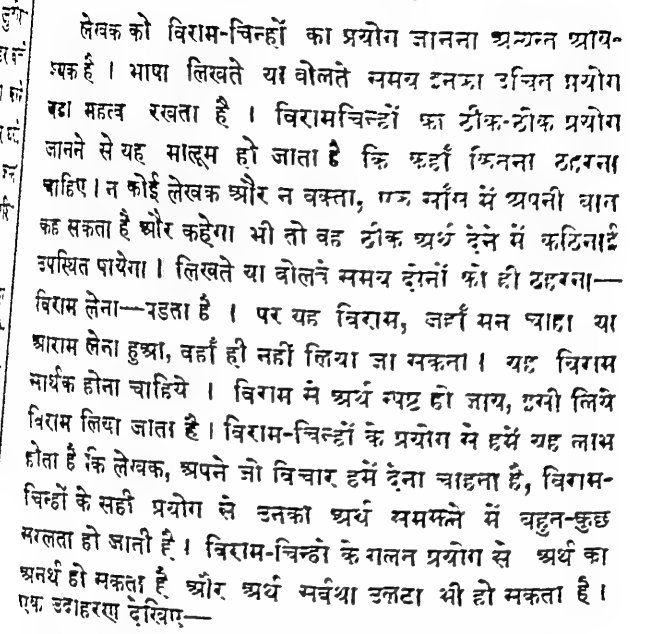 लेखक को विराम-चिन्हों का प्रयोग जानना अत्यन्त आव-
श्यक है । भाषा लिखते या बोलते समय इनका उचित प्रयोग
बड़ा महत्व रखता है । विरामचिन्हों का ठीक-ठीक प्रयोग
जानने से यह मालूम हो जाता है कि कहाँ कितना ठहरना
चाहिए । न कोई लेखक और न वक्ता, एक साँस में अपनी बात
कह सकता है और कहेगा भी तो वह ठीक अर्थ देने में कठिनाई
उपस्थित पायेगा । लिखते या बोलते समय दोनों को ही ठहरना—
विराम लेना—पड़ता है । पर यह विराम, जहाँ मन चाहा या
आराम लेना हुआ, वहाँ ही नहीं लिया जा सकता । यह विराम
सार्थक होना चाहिये । विराम से अर्थ स्पष्ट हो जाय, इसी लिये
विराम लिया जाता है । विराम-चिन्हों के प्रयोग से हमें यह लाभ
होता है कि लेखक, अपने जो विचार हमें देना चाहता है, विराम-
चिन्हों के सही प्रयोग से उनका अर्थ समझने में बहुत-कुछ
सरलता हो जाती है । विराम-चिन्हों के गलत प्रयोग से अर्थ का
अनर्थ हो सकता है और अर्थ सर्वथा उलटा भी हो सकता है ।
एक उदाहरण देखिए—